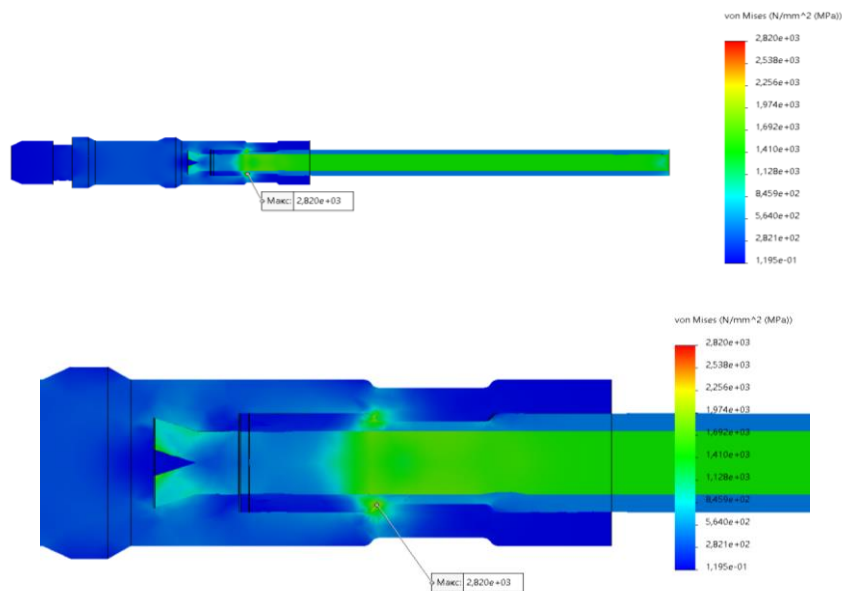 von Mises (N/mm^2 (MPa))
2,820e+03
2,538e+03
2,256e+03
1,974e+03
1,692e+03
1,410e+03
1,128e+03
8,459e+02
5,640e+02
2,821e+02
1,195e-01
Макс: 2,820e+03
von Mises (N/mm^2 (MPa))
2,820e+03
2,538e+03
2,256e+03
1,974e+03
1,692e+03
1,410e+03
1,128e+03
8,459e+02
5,640e+02
2,821e+02
1,195e-01
Макс: 2,820e+03